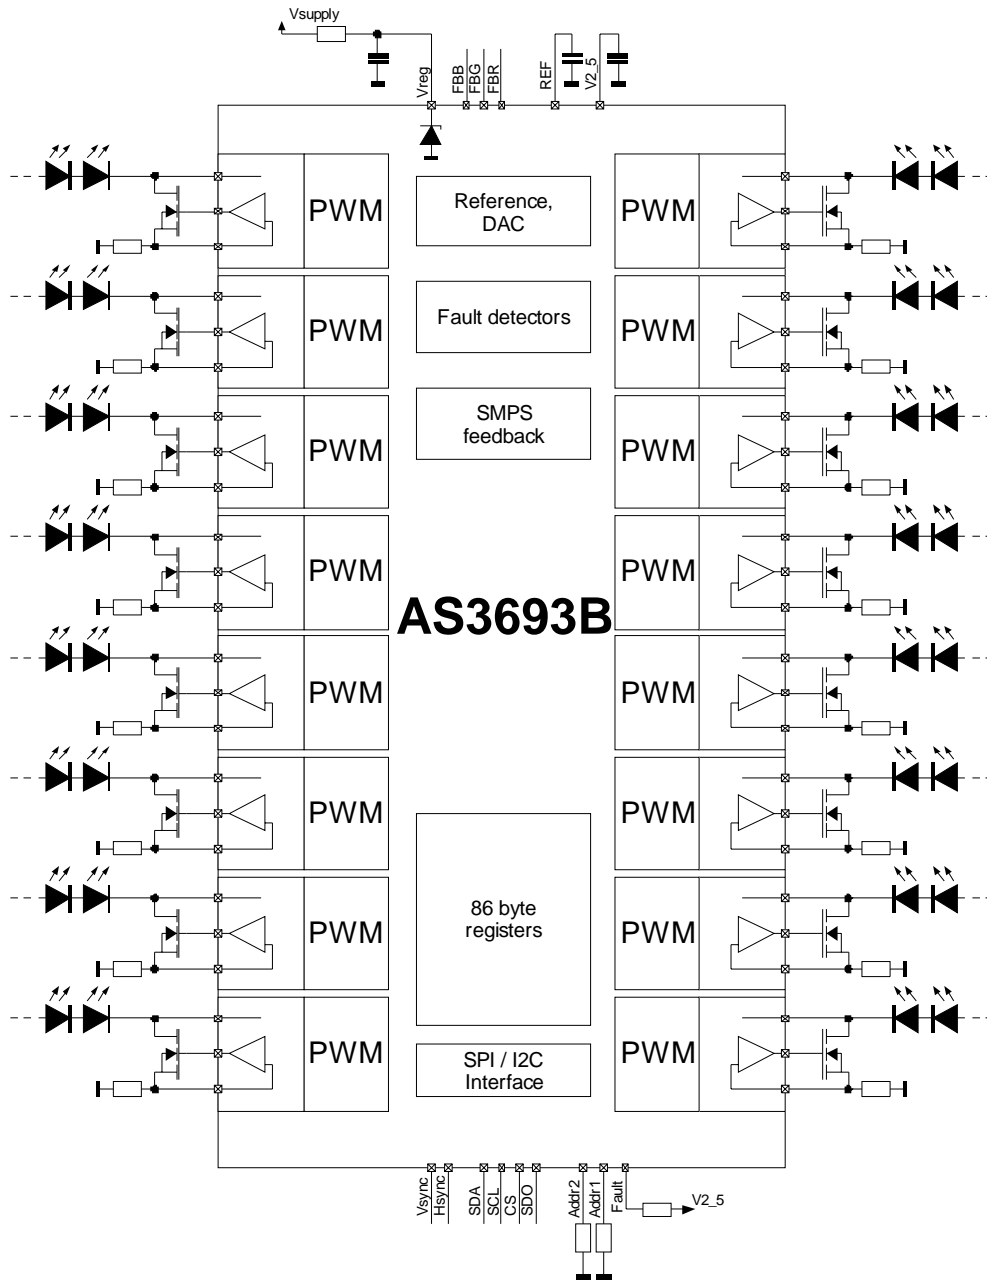 Vsupply
Vreg
FBB
FBG
FBR
REF
V2_5
PWM
Reference,
DAC
PWM
PWM
Fault detectors
PWM
PWM
SMPS
feedback
PWM
PWM
PWM
AS3693B
PWM
PWM
PWM
PWM
PWM
86 byte
registers
PWM
PWM
SPI / I2C
Interface
PWM
Vsync
Hsync
SDA
SCL
CS
SDO
Addr2
Addr1
Fault
V2_5